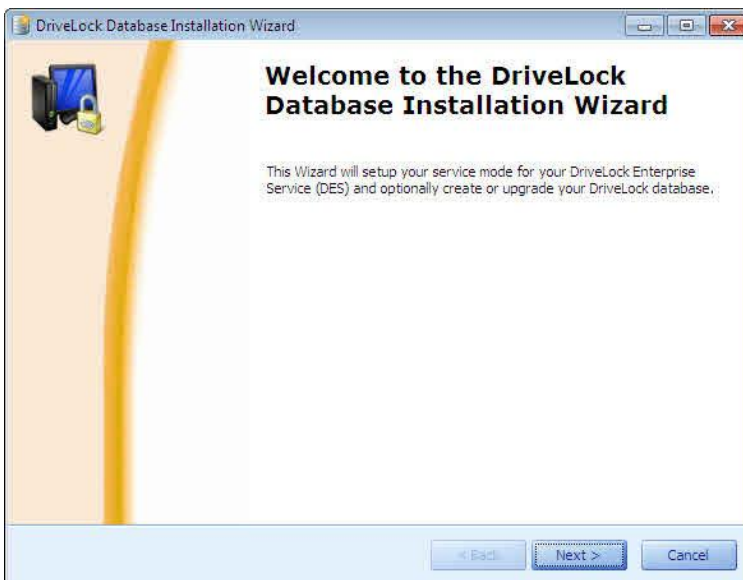 DriveLock Database Installation Wizard
Welcome to the DriveLock
Database Installation Wizard
This Wizard will setup your service mode for your DriveLock Enterprise
Service (DES) and optionally create or upgrade your DriveLock database.
< Back
Next >
Cancel